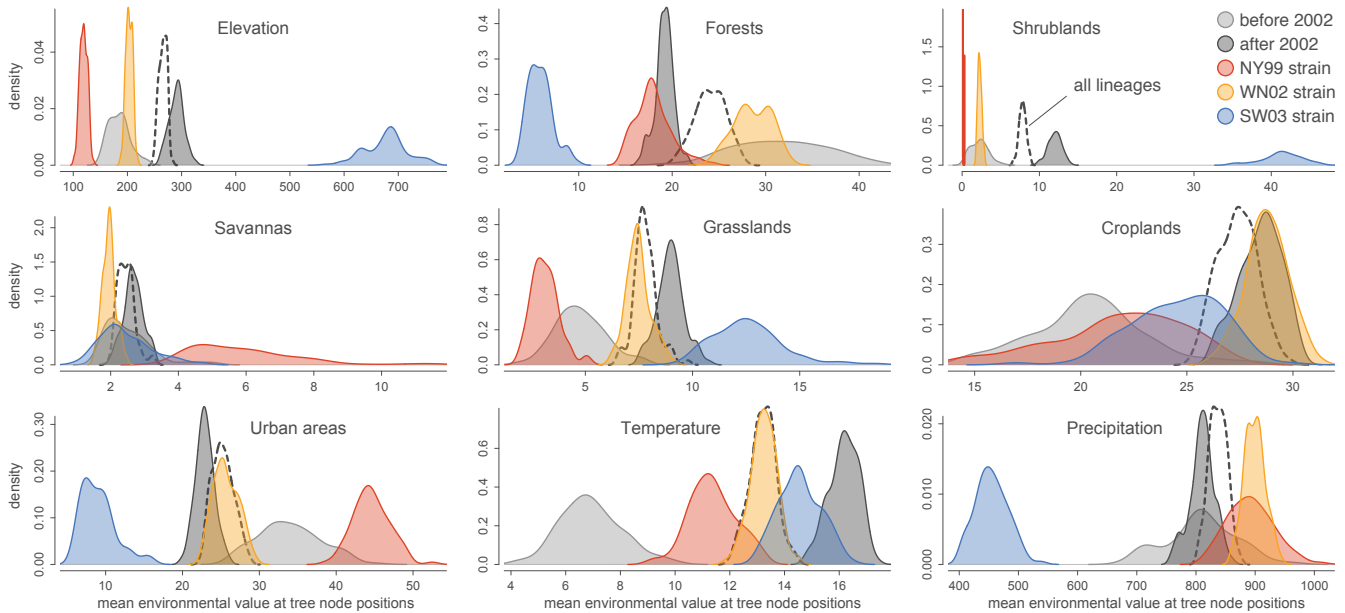 Elevation
density
0.00 0.02 0.04
100 200 300 400 500 600 700
Forests
0.0 0.1 0.2 0.3 0.4
10 20 30 40
Shrublands
all lineages
0.0 0.5 1.0 1.5
0 10 20 30 40
before 2002
after 2002
NY99 strain
WN02 strain
SW03 strain
Savannas
density
0.0 0.5 1.0 1.5 2.0
2 4 6 8 10
Grasslands
0.0 0.2 0.4 0.6 0.8
5 10 15
Croplands
0.0 0.1 0.2 0.3
15 20 25 30
Urban areas
density
0.00 0.10 0.20 0.30
10 20 30 40 50
mean environmental value at tree node positions
Temperature
0.0 0.2 0.4 0.6
4 6 8 10 12 14 16
mean environmental value at tree node positions
Precipitation
0.000 0.010 0.020
400 500 600 700 800 900 1000
mean environmental value at tree node positions